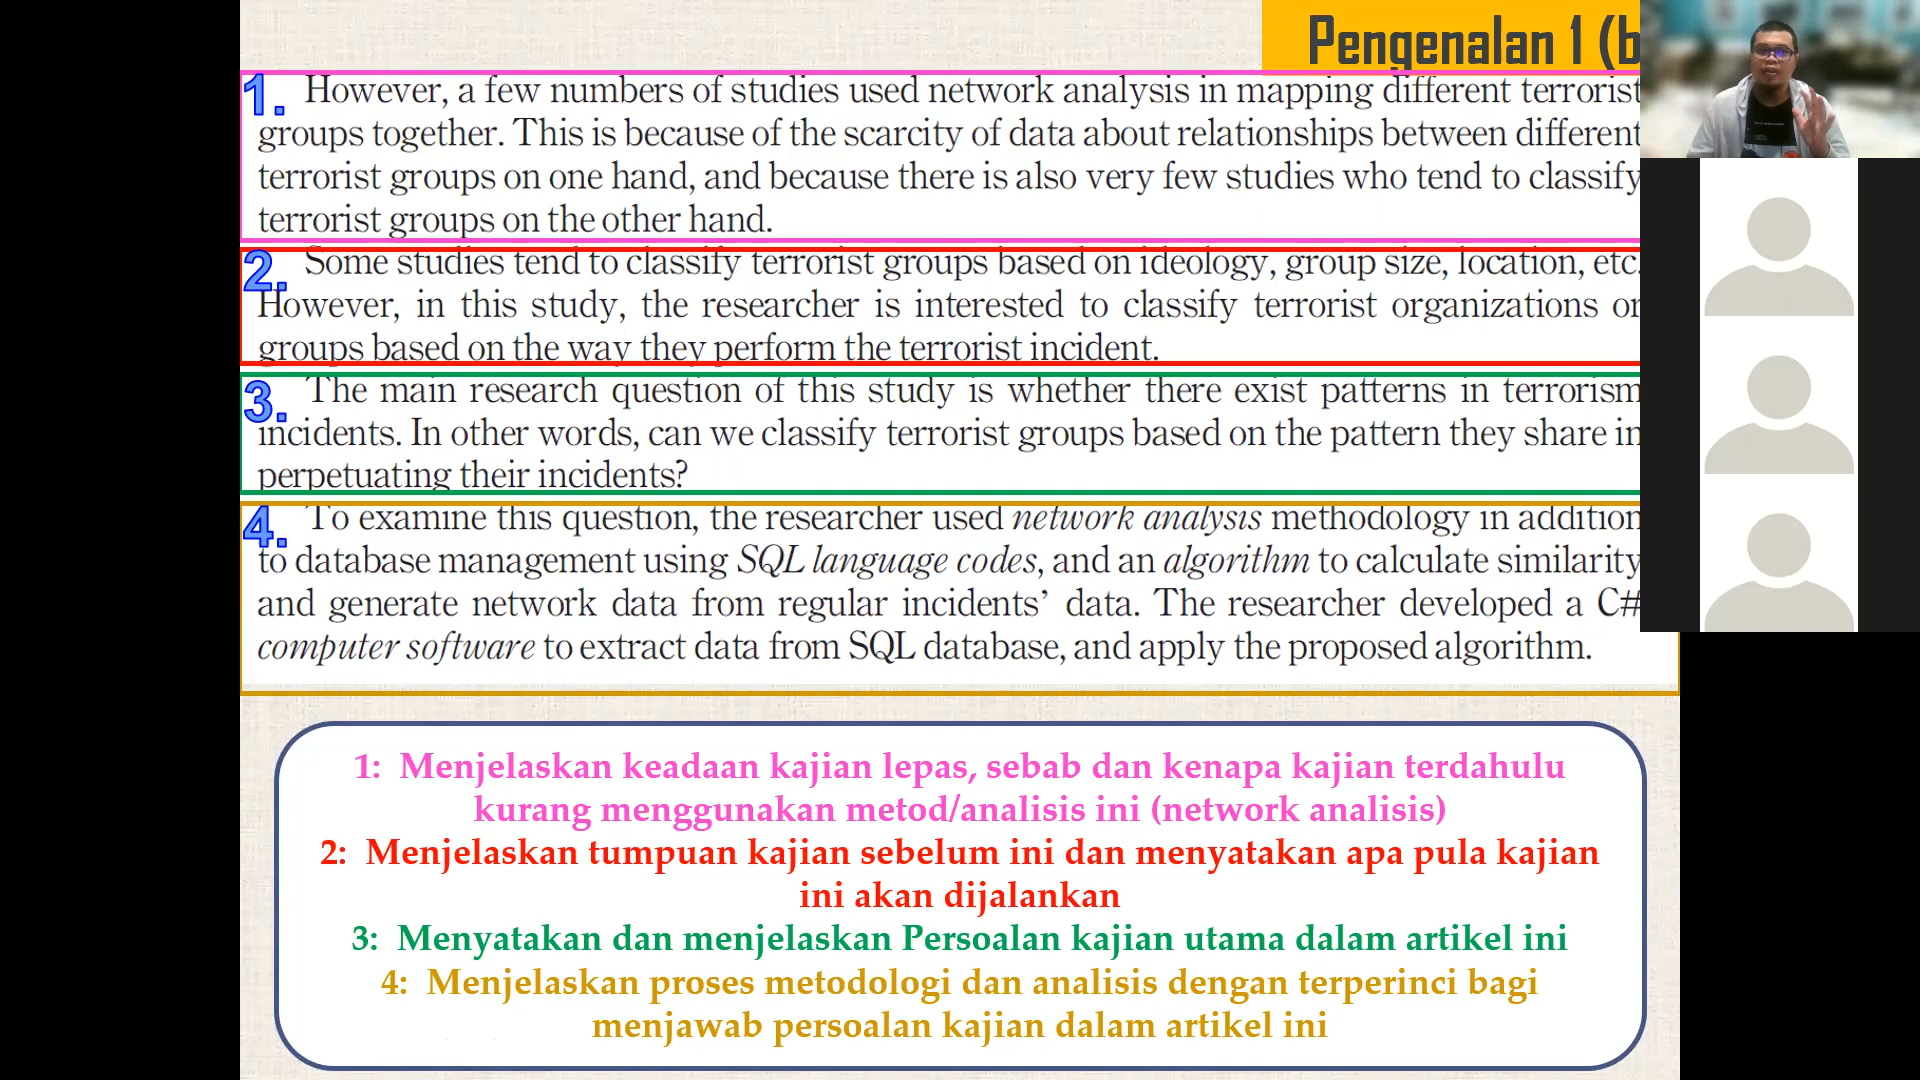 Pengenalan 1 (b
1. However, a few numbers of studies used network analysis in mapping different terrorist
groups together. This is because of the scarcity of data about relationships between different
terrorist groups on one hand, and because there is also very few studies who tend to classify
terrorist groups on the other hand.
2. Some studies tend to classify terrorist groups based on ideology, group size, location, etc.
However, in this study, the researcher is interested to classify terrorist organizations or
groups based on the way they perform the terrorist incident.
3. The main research question of this study is whether there exist patterns in terrorism
incidents. In other words, can we classify terrorist groups based on the pattern they share in
perpetuating their incidents?
4. To examine this question, the researcher used network analysis methodology in addition
to database management using SQL language codes, and an algorithm to calculate similarity
and generate network data from regular incidents’ data. The researcher developed a C#
computer software to extract data from SQL database, and apply the proposed algorithm.
1: Menjelaskan keadaan kajian lepas, sebab dan kenapa kajian terdahulu
kurang menggunakan metod/analisis ini (network analisis)
2: Menjelaskan tumpuan kajian sebelum ini dan menyatakan apa pula kajian
ini akan dijalankan
3: Menyatakan dan menjelaskan Persoalan kajian utama dalam artikel ini
4: Menjelaskan proses metodologi dan analisis dengan terperinci bagi
menjawab persoalan kajian dalam artikel ini